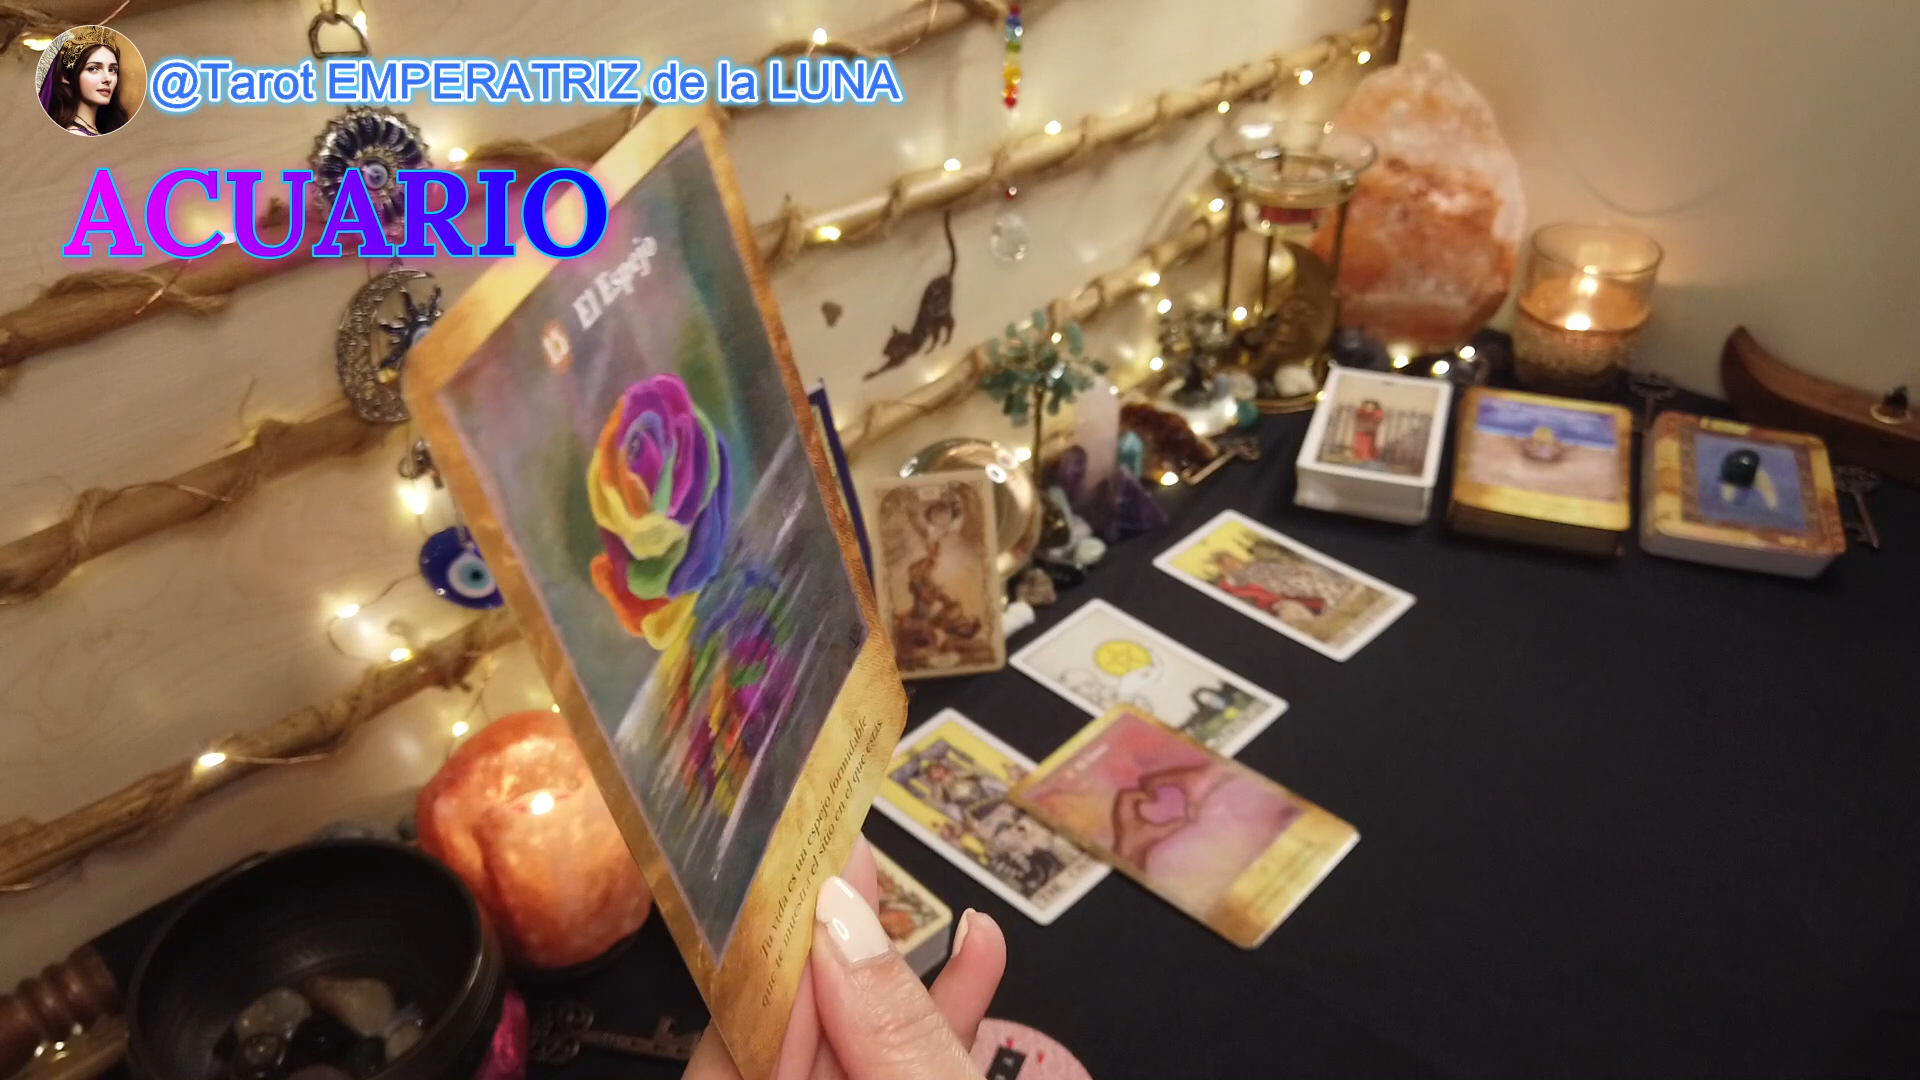 @Tarot EMPERATRIZ de la LUNA
ACUARIO
13 El Espejo
Tu vida es un espejo formidable
que te muestra el sitio en el que estás.